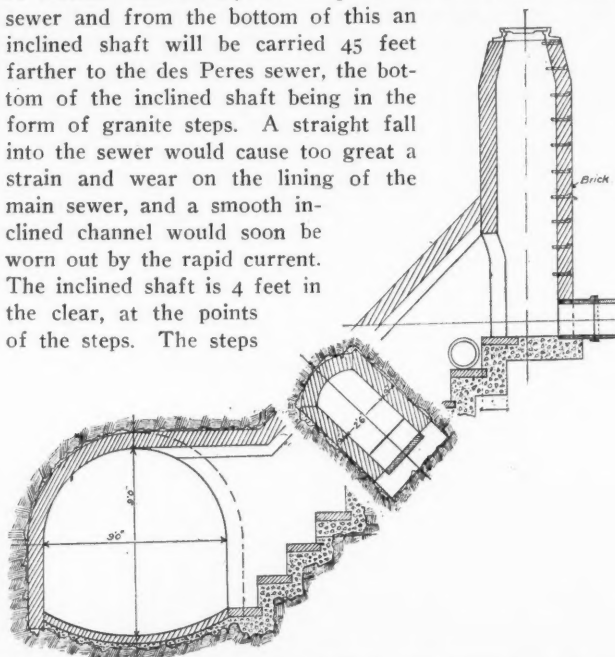 sewer and from the bottom of this an
inclined shaft will be carried 45 feet
farther to the des Peres sewer, the bot-
tom of the inclined shaft being in the
form of granite steps. A straight fall
into the sewer would cause too great a
strain and wear on the lining of the
main sewer, and a smooth in-
clined channel would soon be
worn out by the rapid current.
The inclined shaft is 4 feet in
the clear, at the points
of the steps. The steps
Brick
9'0"